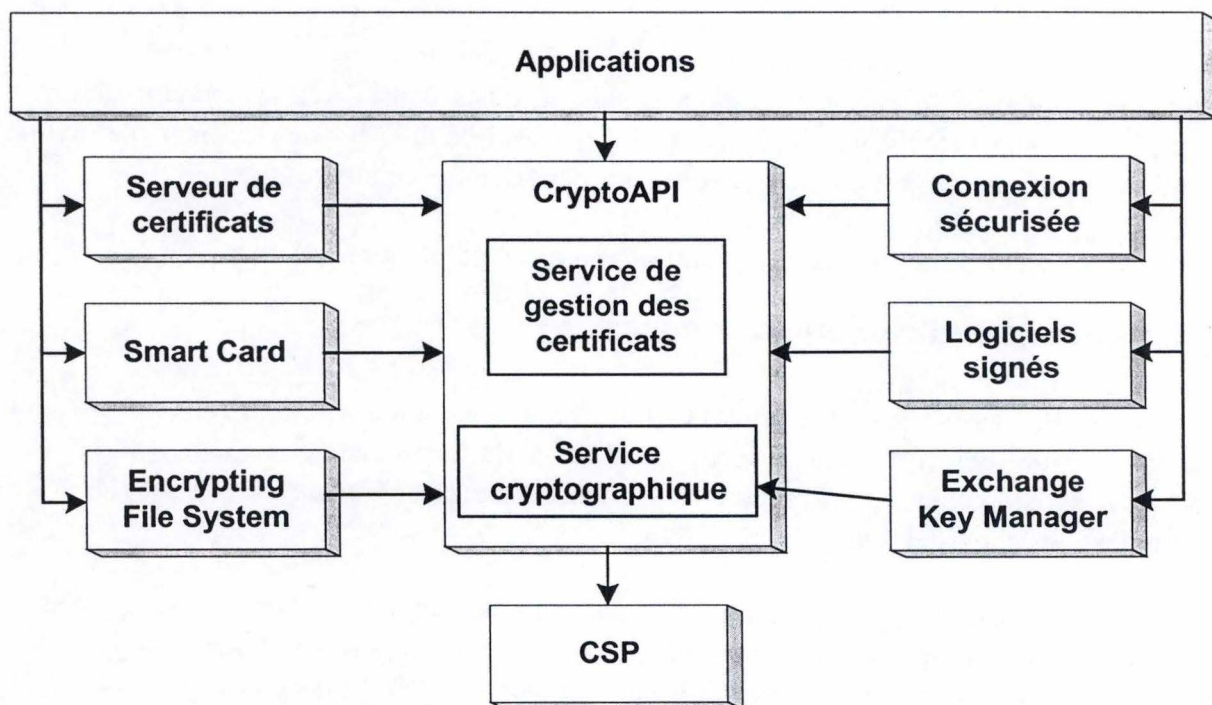 Applications
Serveur de
certificats
CryptoAPI
Connexion
sécurisée
Service de
gestion des
certificats
Smart Card
Logiciels
signés
Encrypting
File System
Service
cryptographique
Exchange
Key Manager
CSP